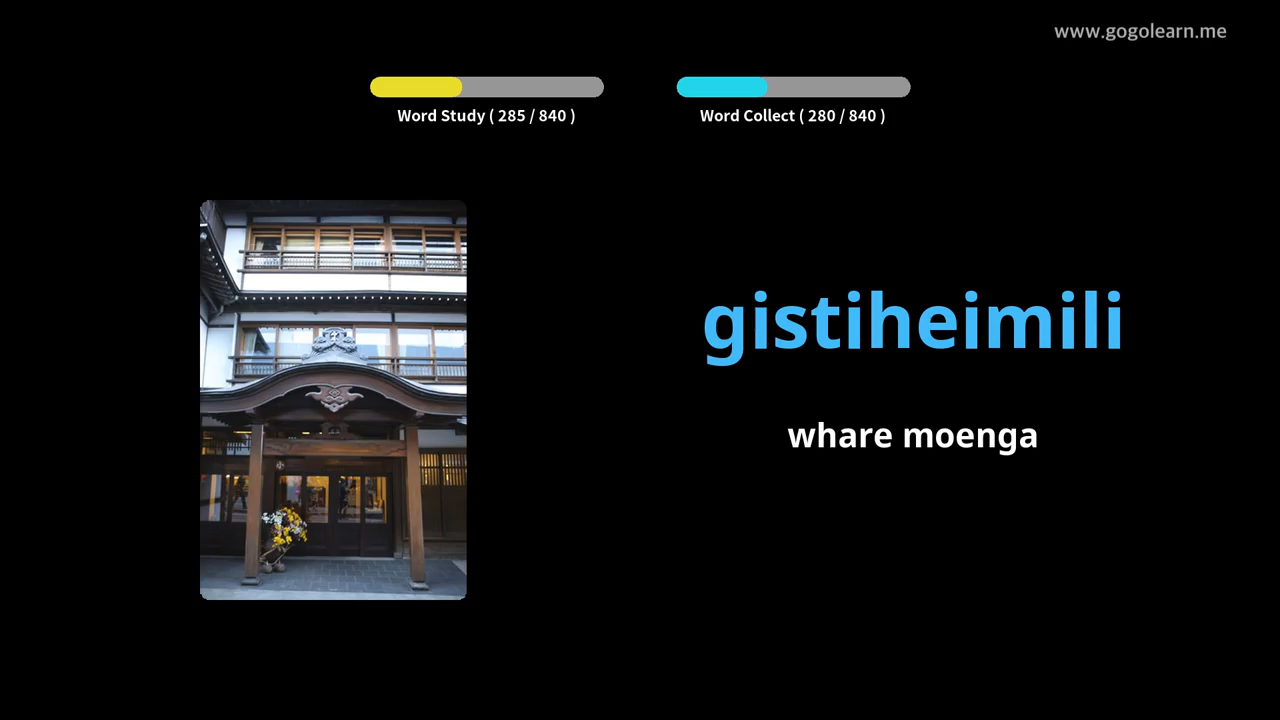 www.gogolearn.me
Word Study ( 285 / 840 )
Word Collect ( 280 / 840 )
gistiheimili
whare moenga